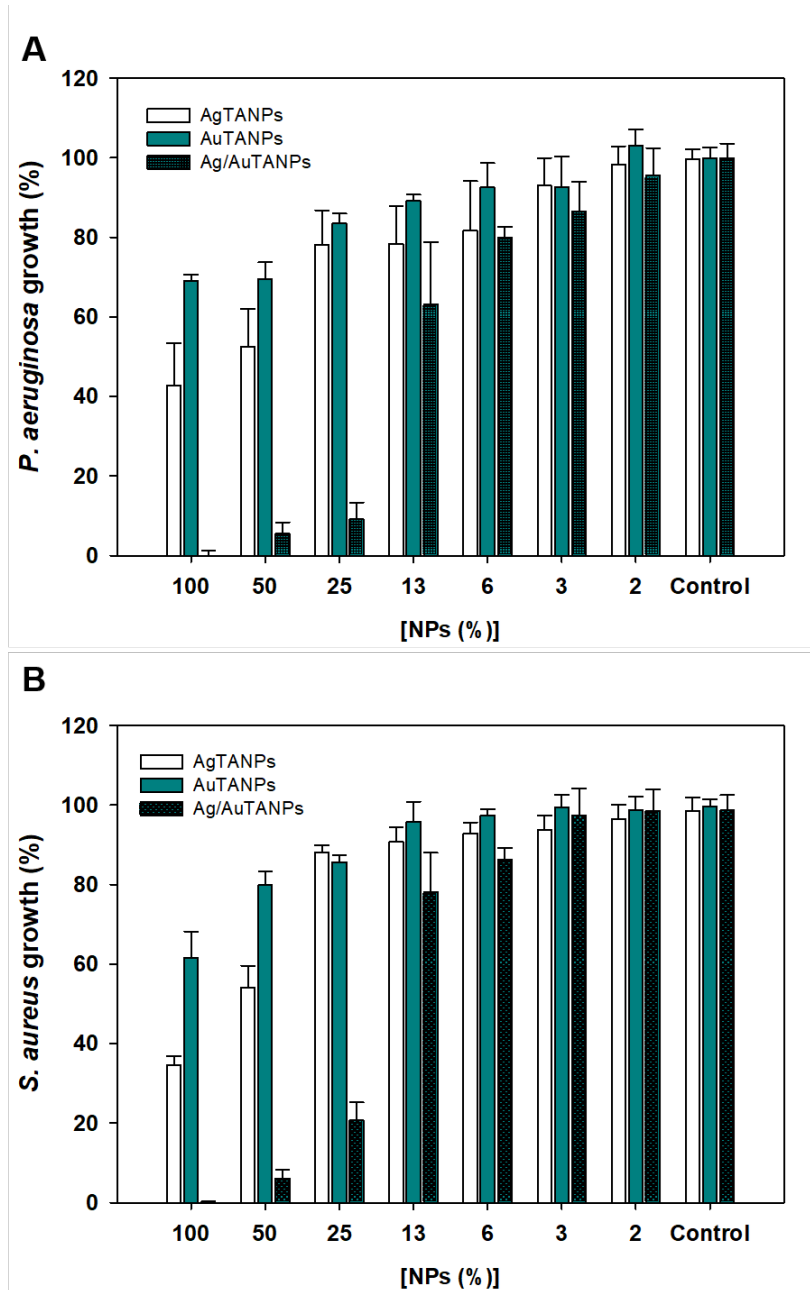 A
120
100
80
60
40
20
0
P. aeruginosa growth (%)
AgTANPs
AuTANPs
Ag/AuTANPs
100 50 25 13 6 3 2 Control
[NPs (%)]
B
120
100
80
60
40
20
0
S. aureus growth (%)
AgTANPs
AuTANPs
Ag/AuTANPs
100 50 25 13 6 3 2 Control
[NPs (%)]